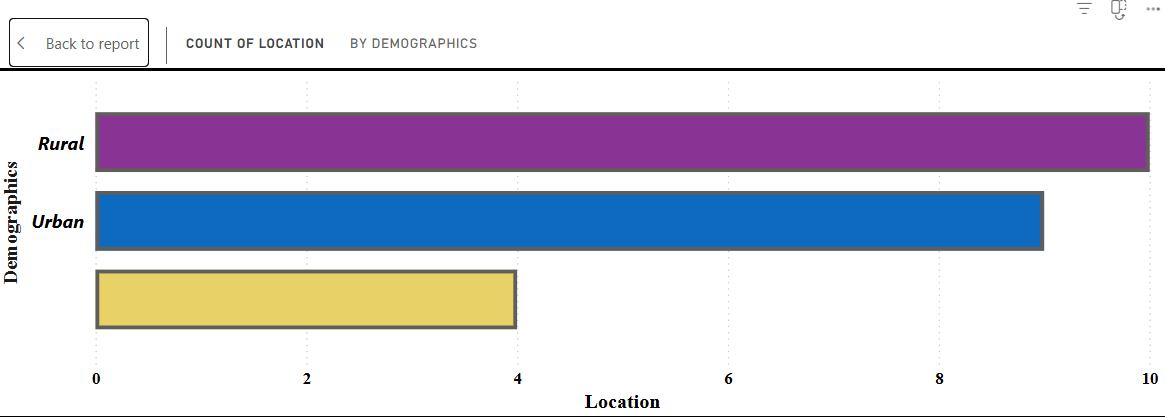 Back to report
COUNT OF LOCATION BY DEMOGRAPHICS
Demographics
Rural
Urban
0 2 4 6 8 10
Location